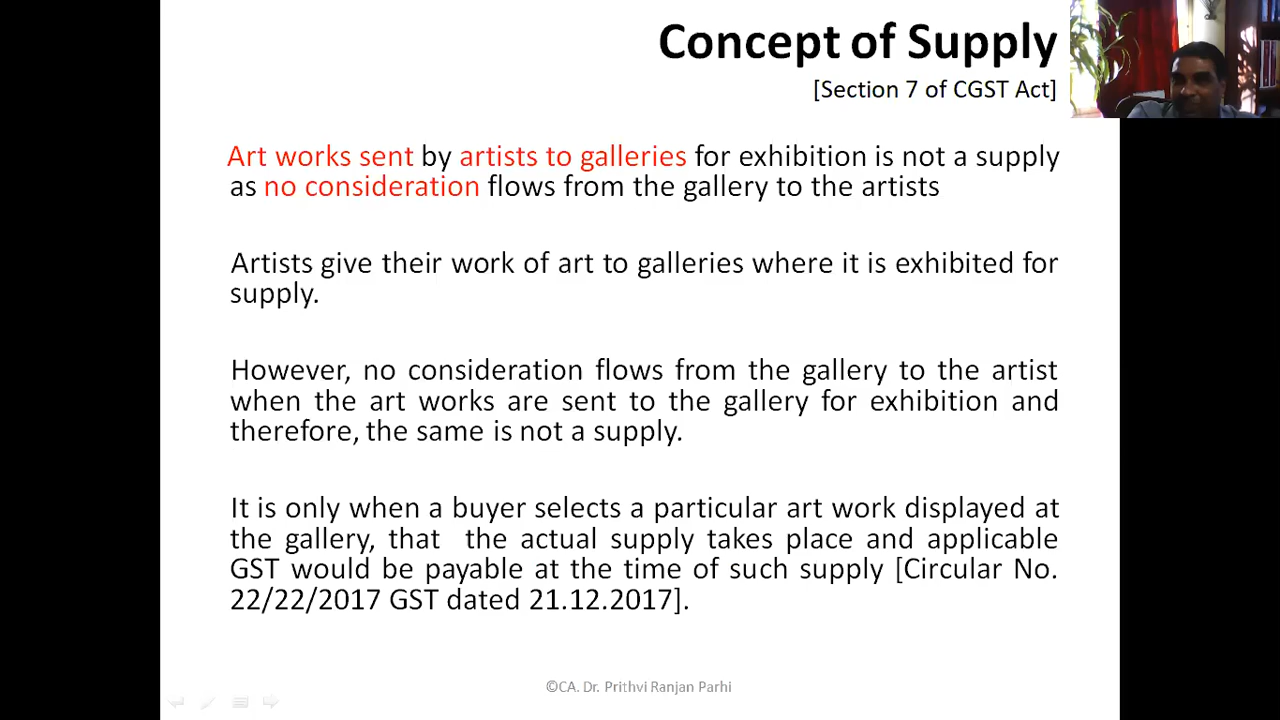 Concept of Supply
[Section 7 of CGST Act]
Art works sent by artists to galleries for exhibition is not a supply
as no consideration flows from the gallery to the artists
Artists give their work of art to galleries where it is exhibited for
supply.
However, no consideration flows from the gallery to the artist
when the art works are sent to the gallery for exhibition and
therefore, the same is not a supply.
It is only when a buyer selects a particular art work displayed at
the gallery, that the actual supply takes place and applicable
GST would be payable at the time of such supply [Circular No.
22/22/2017 GST dated 21.12.2017].
©CA. Dr. Prithvi Ranjan Parhi